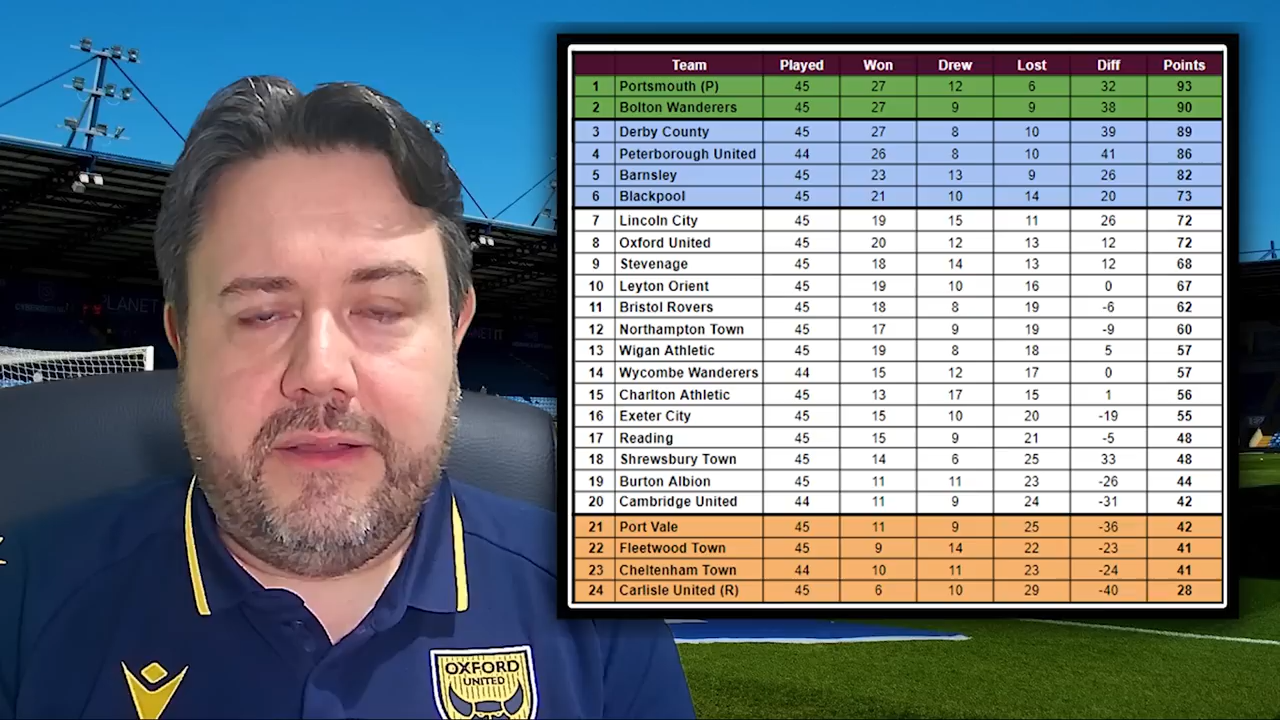 Team Played Won Drew Lost Diff Points
1 Portsmouth (P) 45 27 12 6 32 93
2 Bolton Wanderers 45 27 9 9 38 90
3 Derby County 45 27 8 10 39 89
4 Peterborough United 44 26 8 10 41 86
5 Barnsley 45 23 13 9 26 82
6 Blackpool 45 21 10 14 20 73
7 Lincoln City 45 19 15 11 26 72
8 Oxford United 45 20 12 13 12 72
9 Stevenage 45 18 14 13 12 68
10 Leyton Orient 45 19 10 16 0 67
11 Bristol Rovers 45 18 8 19 -6 62
12 Northampton Town 45 17 9 19 -9 60
13 Wigan Athletic 45 19 8 18 5 57
14 Wycombe Wanderers 44 15 12 17 0 57
15 Charlton Athletic 45 13 17 15 1 56
16 Exeter City 45 15 10 20 -19 55
17 Reading 45 15 9 21 -5 48
18 Shrewsbury Town 45 14 6 25 33 48
19 Burton Albion 45 11 11 23 -26 44
20 Cambridge United 44 11 9 24 -31 42
21 Port Vale 45 11 9 25 -36 42
22 Fleetwood Town 45 9 14 22 -23 41
23 Cheltenham Town 44 10 11 23 -24 41
24 Carlisle United (R) 45 6 10 29 -40 28
OXFORD
UNITED